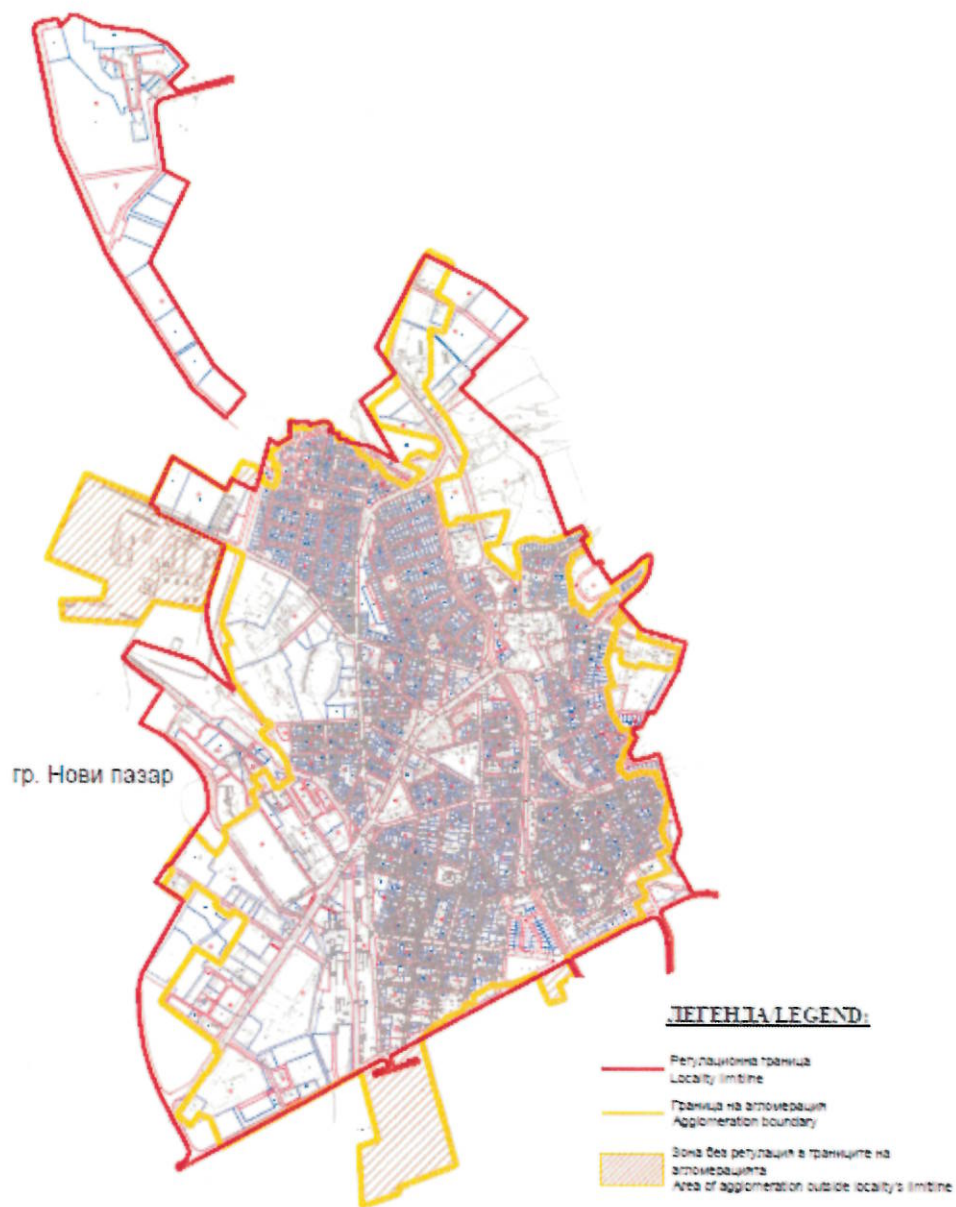 гр. Нови пазар
ЛЕГЕНДА/LEGEND:
Регулационна граница
Locality limitline
Граница на агломерация
Agglomeration boundary
Зона без регулация в границите на
агломерацията
Area of agglomeration outside locality's limitline